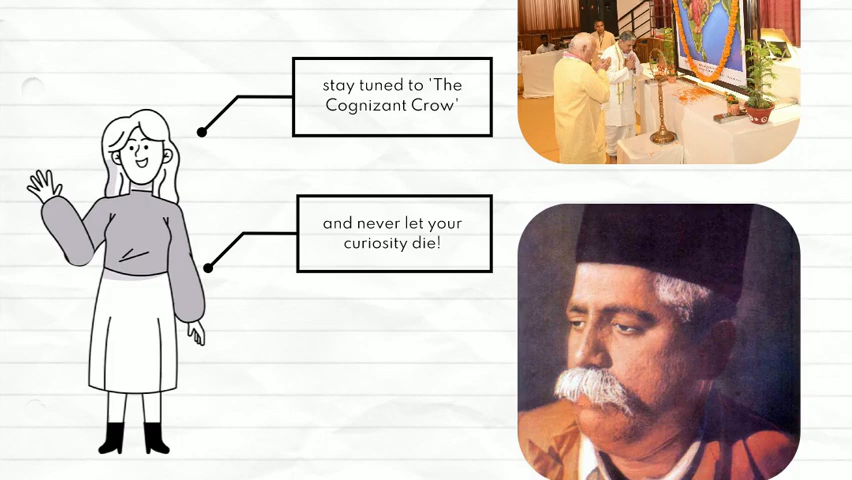 stay tuned to 'The
Cognizant Crow'
and never let your
curiosity die!